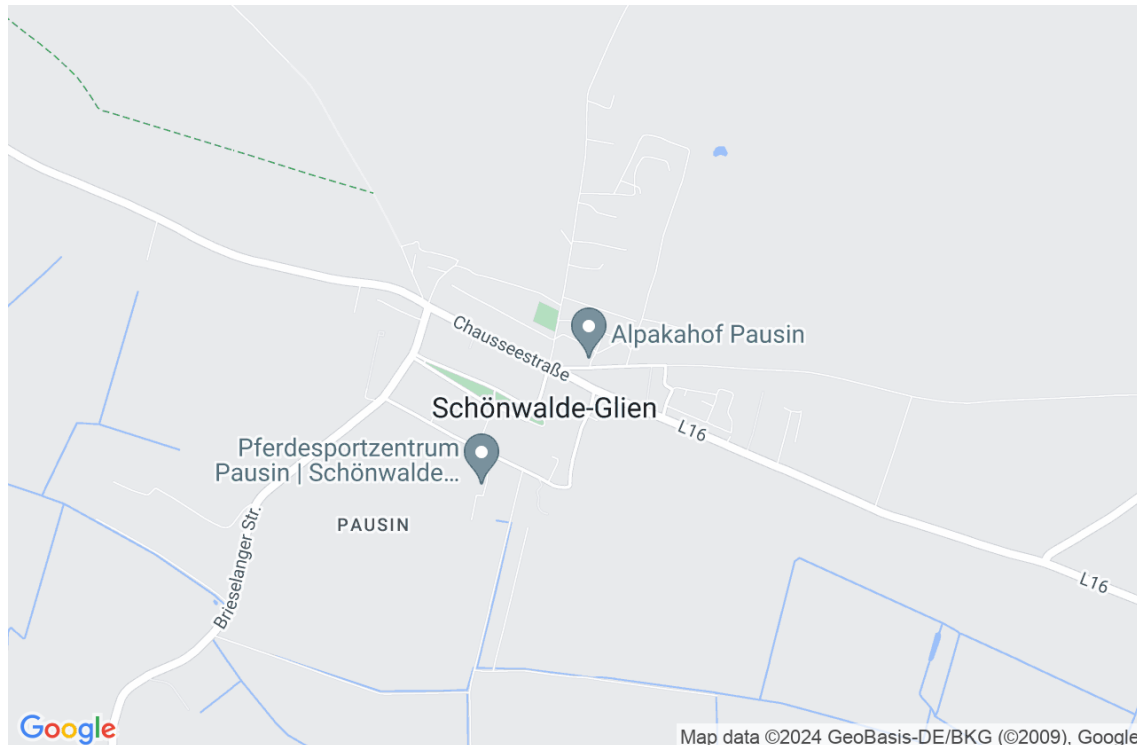 Chausseestraße
Alpakahof Pausin
Schönwalde-Glien
L16
Pferdesportzentrum
Pausin | Schönwalde...
PAUSIN
Brieselanger Str.
L16
Google
Map data ©2024 GeoBasis-DE/BKG (©2009), Google